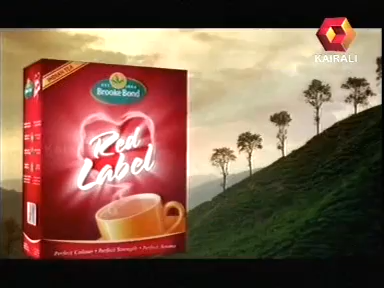 KAIRALI
Brooke Bond
Red
Label
Perfect Colour • Perfect Strength • Perfect Aroma